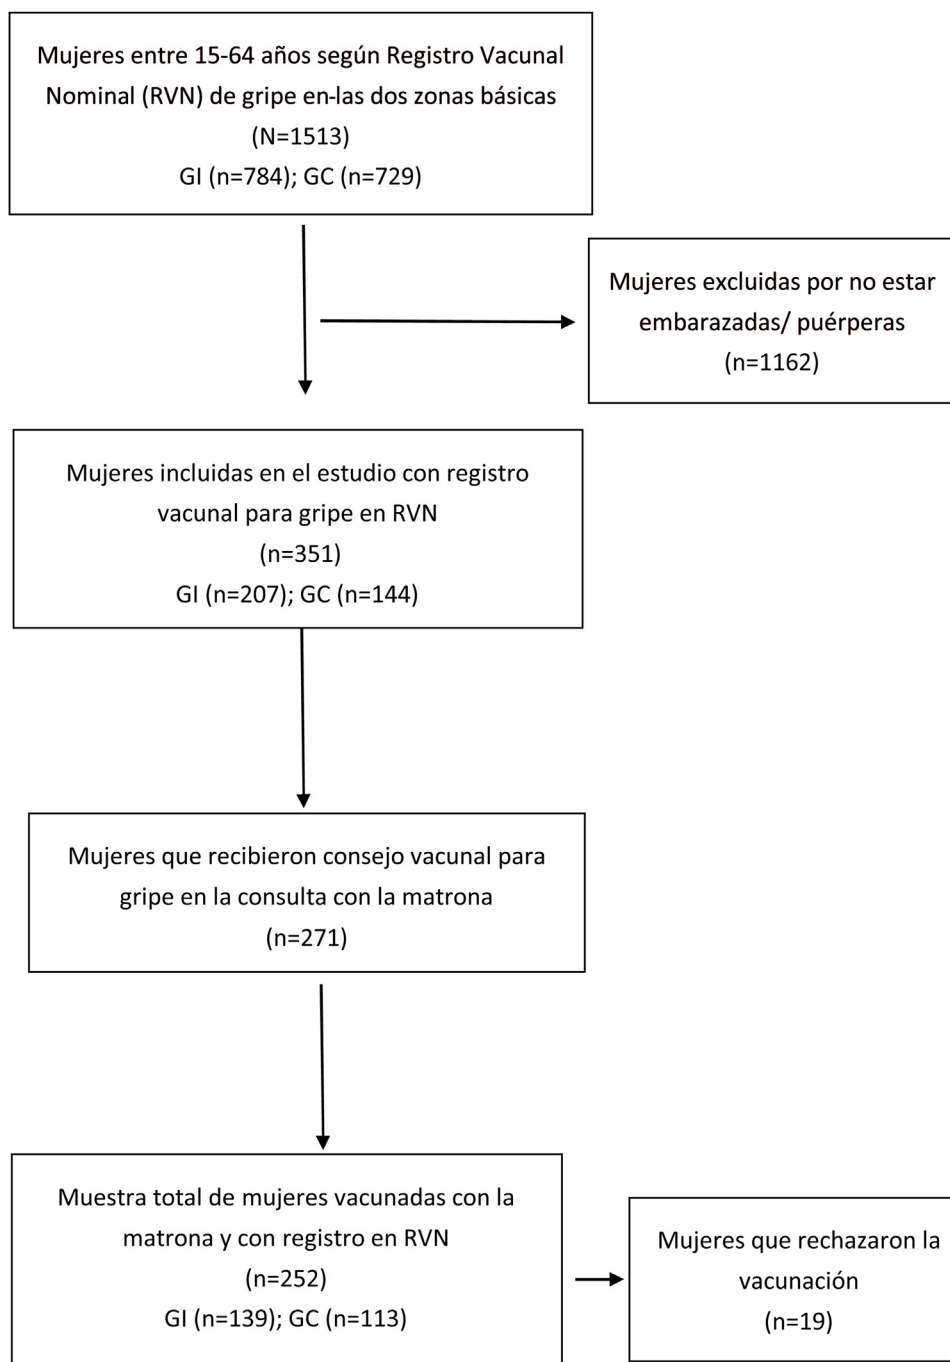 Mujeres entre 15-64 años según Registro Vacunal
Nominal (RVN) de gripe en-las dos zonas básicas
(N=1513)
GI (n=784); GC (n=729)
Mujeres excluidas por no estar
embarazadas/ puérperas
(n=1162)
Mujeres incluidas en el estudio con registro
vacunal para gripe en RVN
(n=351)
GI (n=207); GC (n=144)
Mujeres que recibieron consejo vacunal para
gripe en la consulta con la matrona
(n=271)
Muestra total de mujeres vacunadas con la
matrona y con registro en RVN
(n=252)
GI (n=139); GC (n=113)
Mujeres que rechazaron la
vacunación
(n=19)